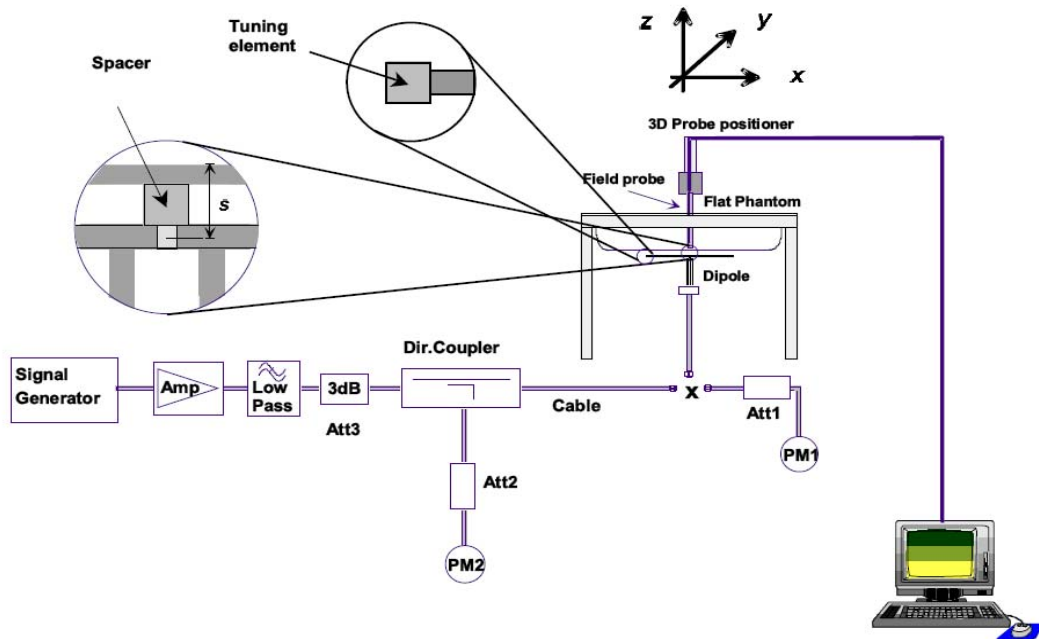 Tuning
element
Spacer
z
y
x
3D Probe positioner
Field probe
Flat Phantom
s
Dipole
Dir.Coupler
Signal
Generator
Amp
Low
Pass
3dB
Att3
Cable
x
Att1
PM1
Att2
PM2